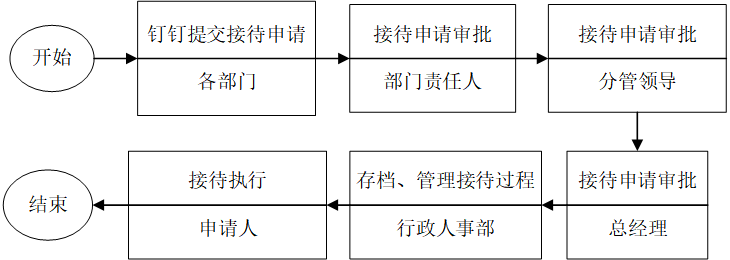 开始
钉钉提交接待申请
各部门
接待申请审批
部门责任人
接待申请审批
分管领导
接待申请审批
总经理
存档、管理接待过程
行政人事部
接待执行
申请人
结束